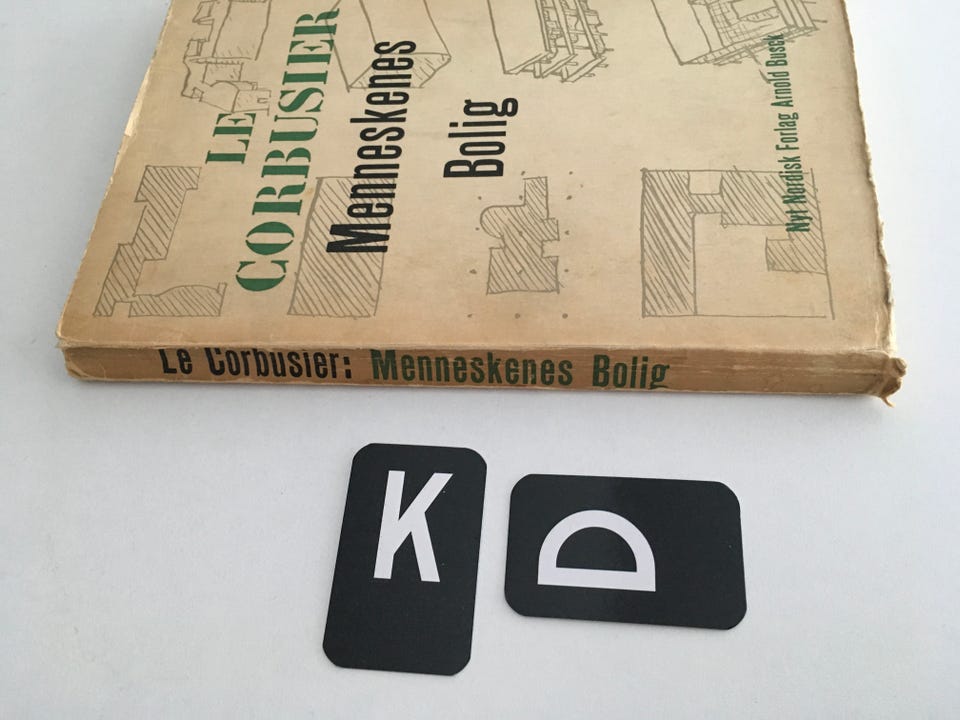 LE
CORBUSIER
Menneskenes
Bolig
Nyt Nordisk Forlag Arnold Busck
Le Corbusier: Menneskenes Bolig
K
D